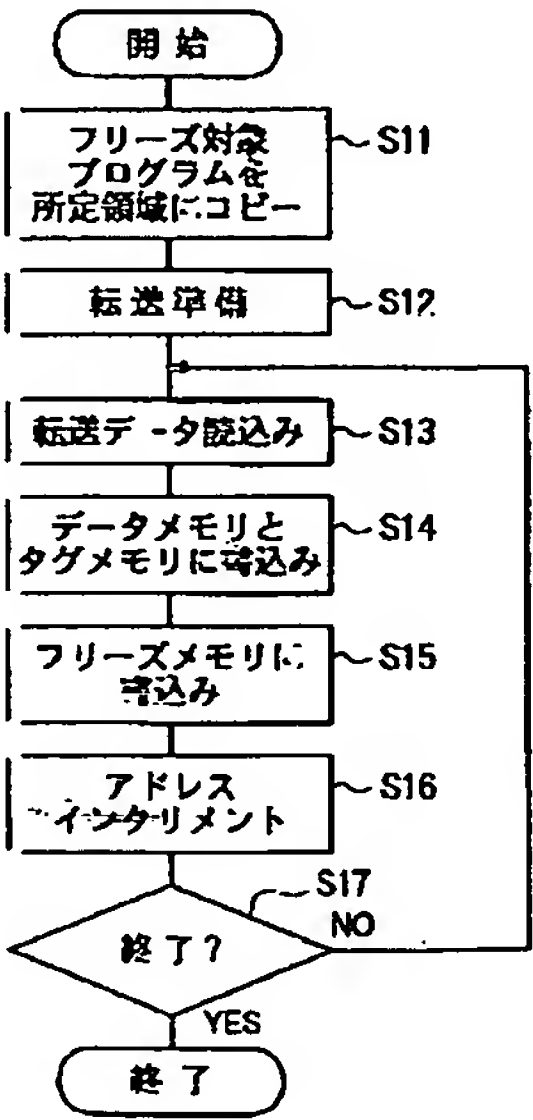 開始
フリーズ対象
プログラムを
所定領域にコピー
S11
転送準備
S12
転送データ読込み
S13
データメモリと
タグメモリに書込み
S14
フリーズメモリに
書込み
S15
アドレス
インクリメント
S16
S17
終了?
NO
YES
終了